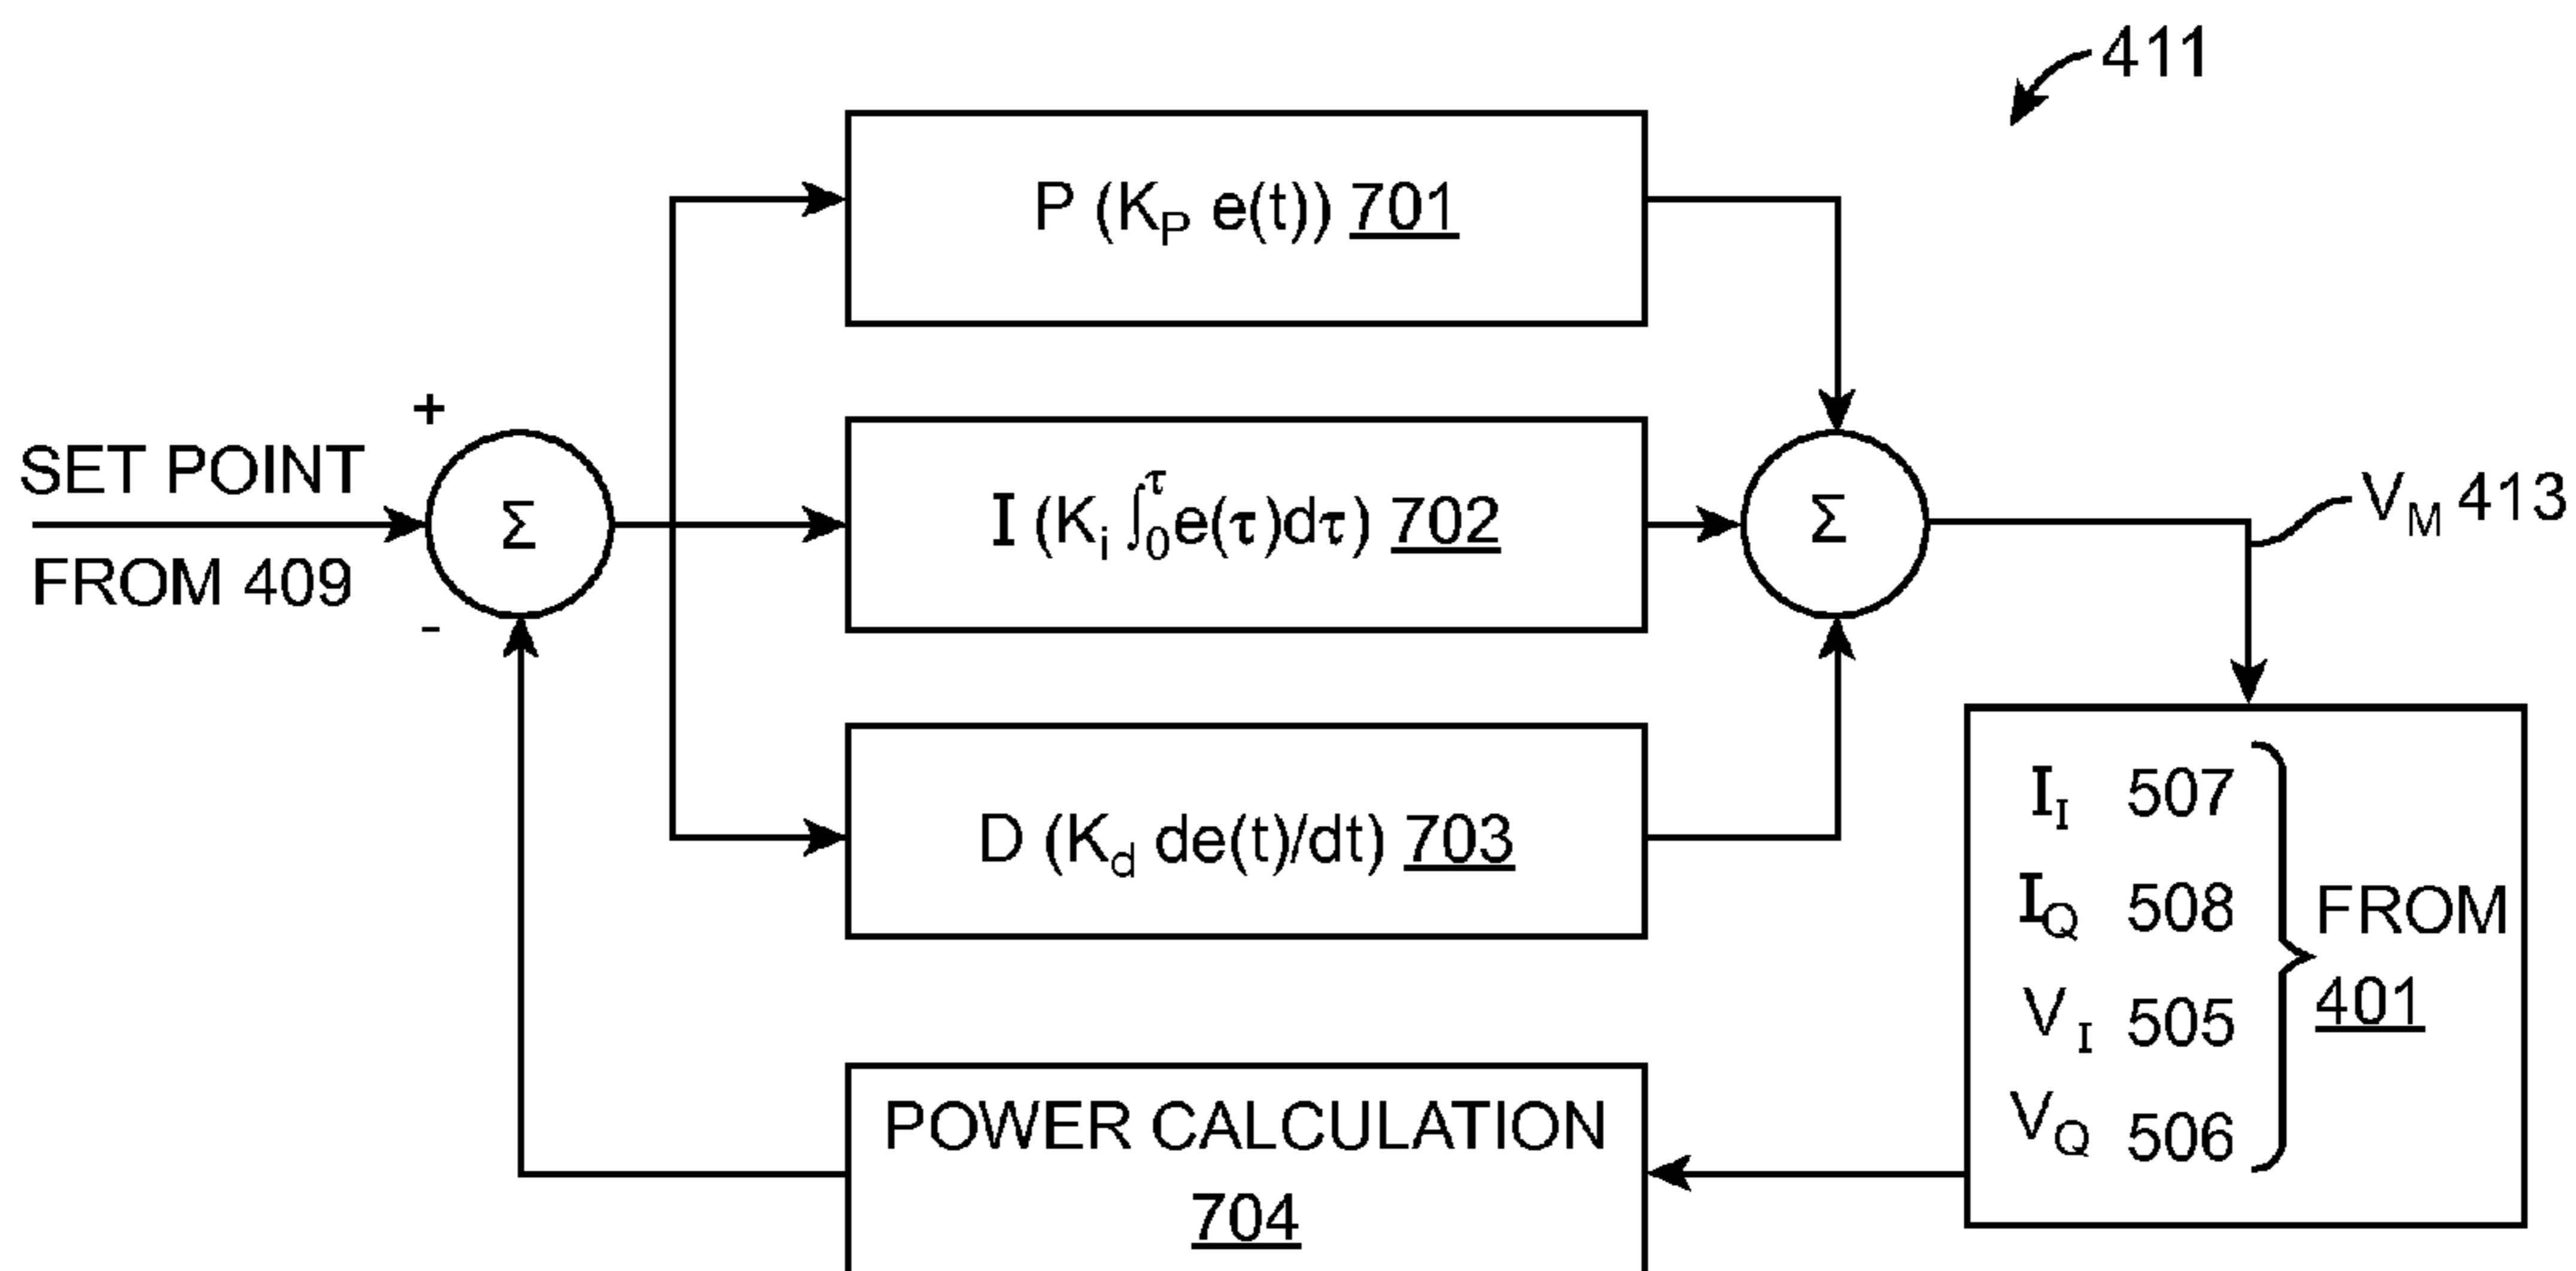 411
P (K_P e(t)) 701
+
SET POINT
FROM 409
-
Σ
I (K_i ∫_0^τ e(τ)dτ) 702
Σ
V_M 413
D (K_d de(t)/dt) 703
I_I 507
I_Q 508
V_I 505
V_Q 506
FROM
401
POWER CALCULATION
704